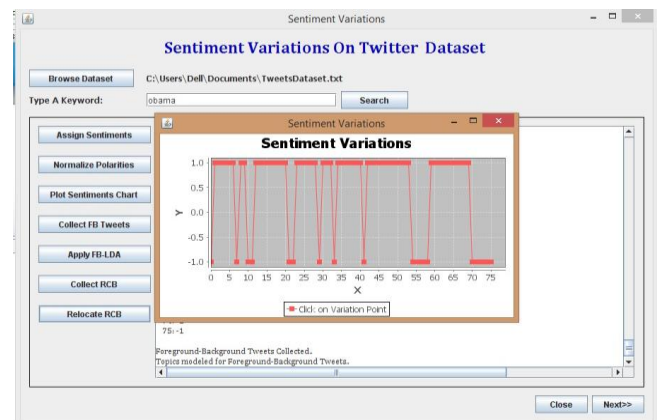 Sentiment Variations
Sentiment Variations On Twitter Dataset
Browse Dataset C:\Users\Dell\Documents\TweetsDataset.txt
Type A Keyword: obama Search
Assign Sentiments
Normalize Polarities
Plot Sentiments Chart
Collect FB Tweets
Apply FB-LDA
Collect RCB
Relocate RCB
Sentiment Variations
Sentiment Variations
1.0
0.5
0.0
-0.5
-1.0
Y
0 5 10 15 20 25 30 35 40 45 50 55 60 65 70 75
X
Click on Variation Point
75:-1
Foreground-Background Tweets Collected.
Topics modeled for Foreground-Background Tweets.
Close Next>>